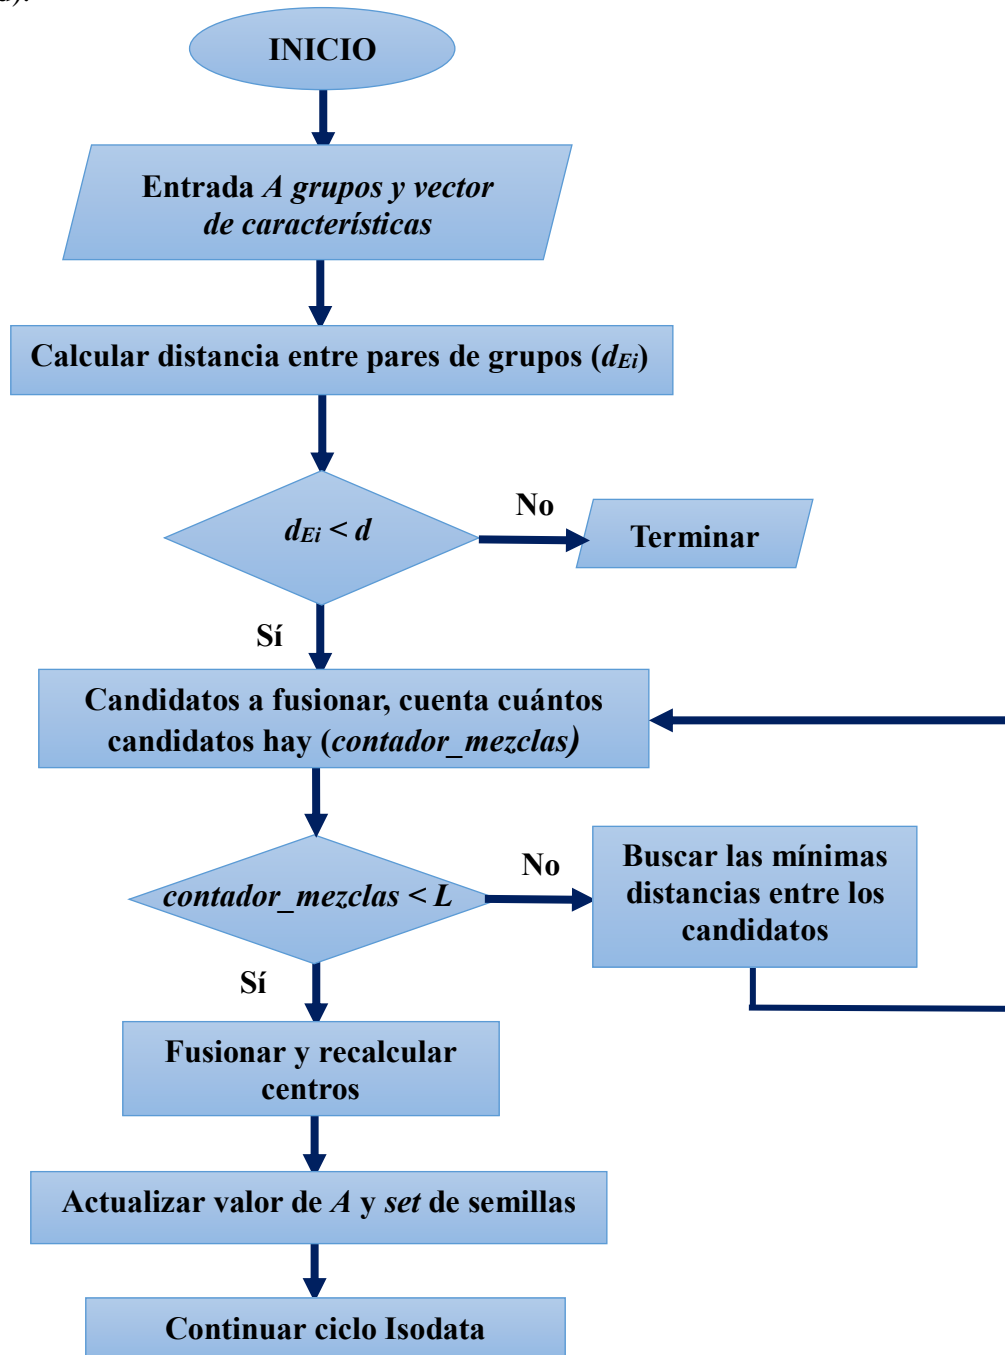 d).
INICIO
Entrada A grupos y vector
de características
Calcular distancia entre pares de grupos (dEi)
dEi < d
No
Terminar
Sí
Candidatos a fusionar, cuenta cuántos
candidatos hay (contador_mezclas)
contador_mezclas < L
No
Buscar las mínimas
distancias entre los
candidatos
Sí
Fusionar y recalcular
centros
Actualizar valor de A y set de semillas
Continuar ciclo Isodata